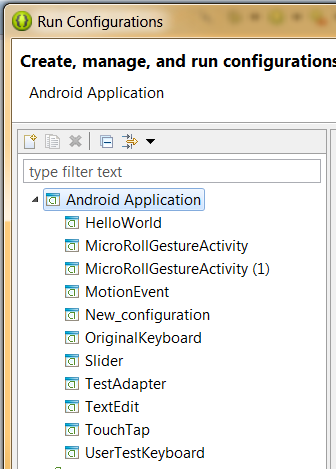 Run Configurations
Create, manage, and run configurations
Android Application
type filter text
Android Application
HelloWorld
MicroRollGestureActivity
MicroRollGestureActivity (1)
MotionEvent
New_configuration
OriginalKeyboard
Slider
TestAdapter
TextEdit
TouchTap
UserTestKeyboard